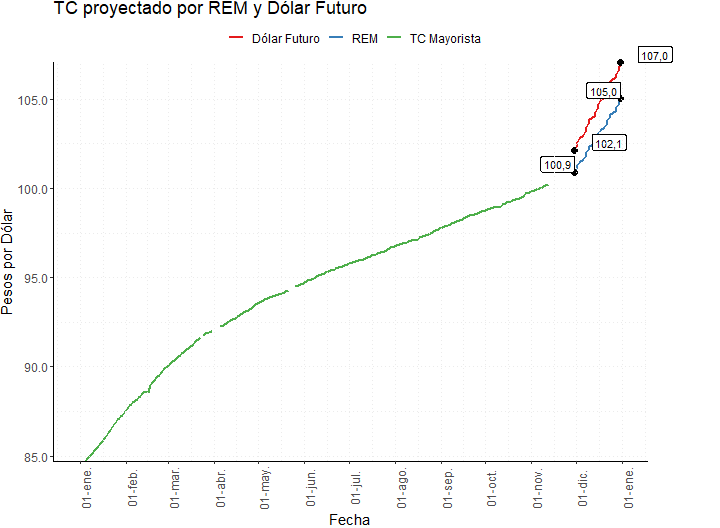 TC proyectado por REM y Dólar Futuro
Dólar Futuro REM TC Mayorista
107,0
105,0
102,1
100,9
105.0
100.0
95.0
90.0
85.0
Pesos por Dólar
01-ene. 01-feb. 01-mar. 01-abr. 01-may. 01-jun. 01-jul. 01-ago. 01-sep. 01-oct. 01-nov. 01-dic. 01-ene.
Fecha